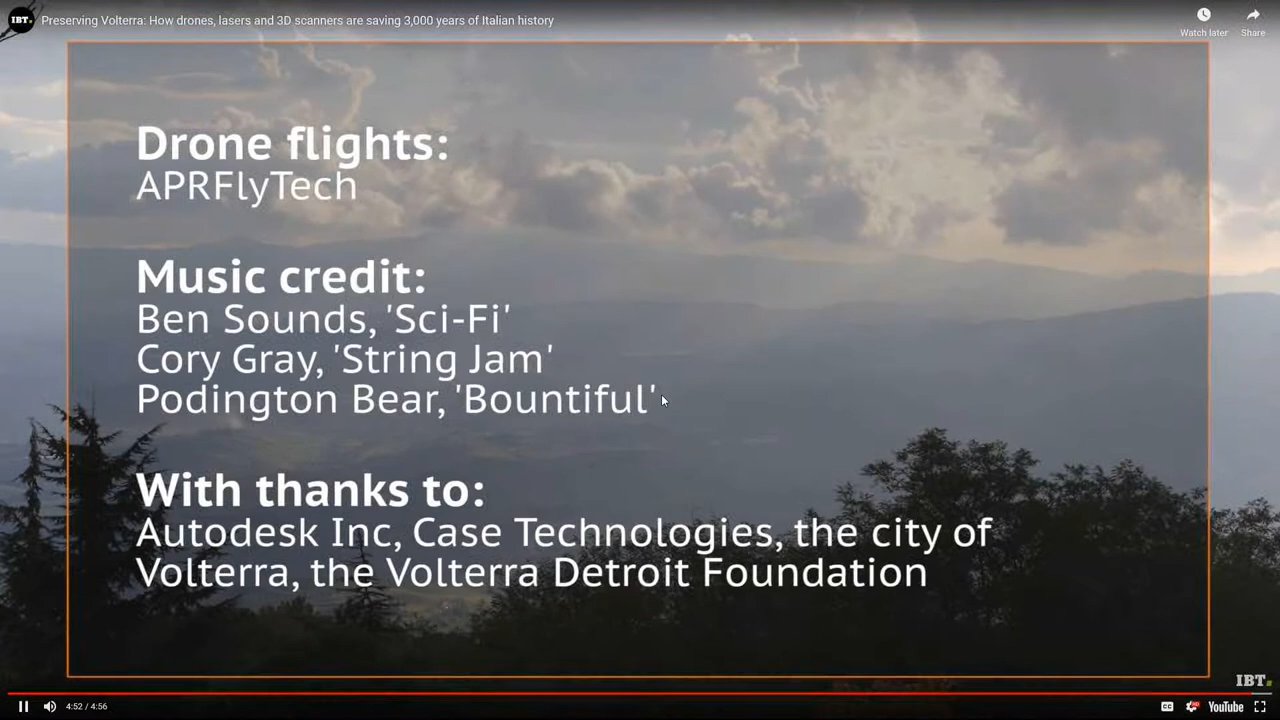 IBT.
Preserving Volterra: How drones, lasers and 3D scanners are saving 3,000 years of Italian history
Watch later
Share
Drone flights:
APRFlyTech
Music credit:
Ben Sounds, 'Sci-Fi'
Cory Gray, 'String Jam'
Podington Bear, 'Bountiful'
With thanks to:
Autodesk Inc, Case Technologies, the city of
Volterra, the Volterra Detroit Foundation
IBT.
4:52 / 4:56
CC
HD
YouTube